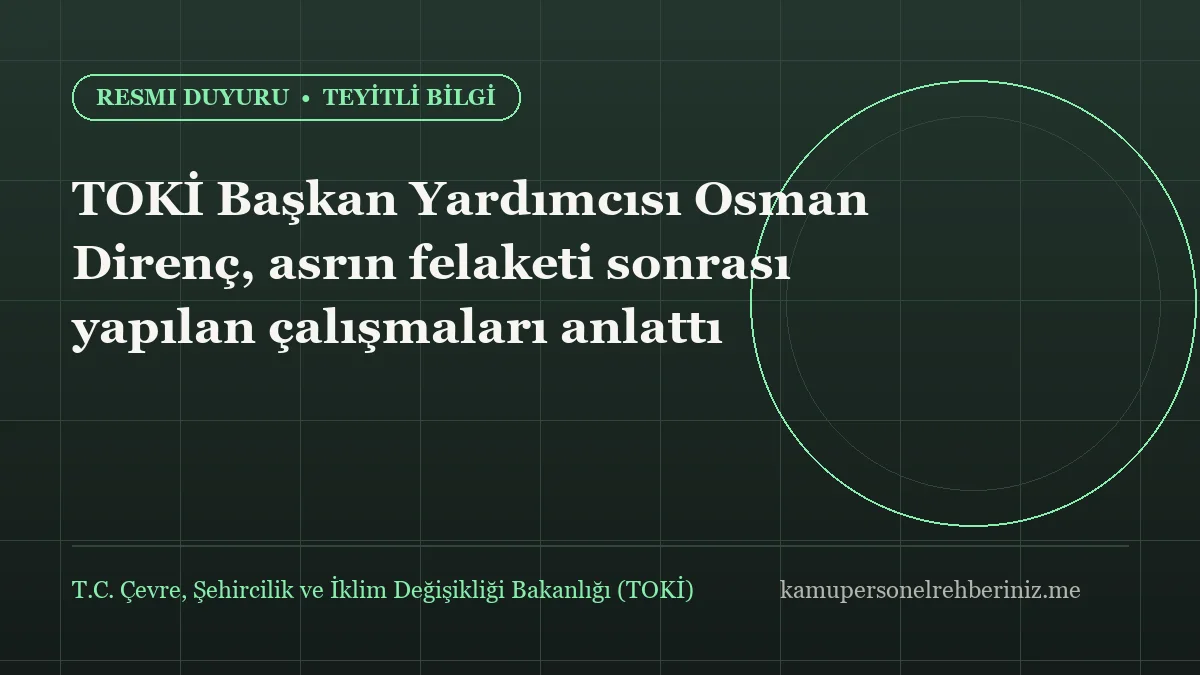 RESMI DUYURU • TEYİTLİ BİLGİ
TOKİ Başkan Yardımcısı Osman
Direnç, asrın felaketi sonrası
yapılan çalışmaları anlattı
T.C. Çevre, Şehircilik ve İklim Değişikliği Bakanlığı (TOKİ)
kamupersonelrehberiniz.me